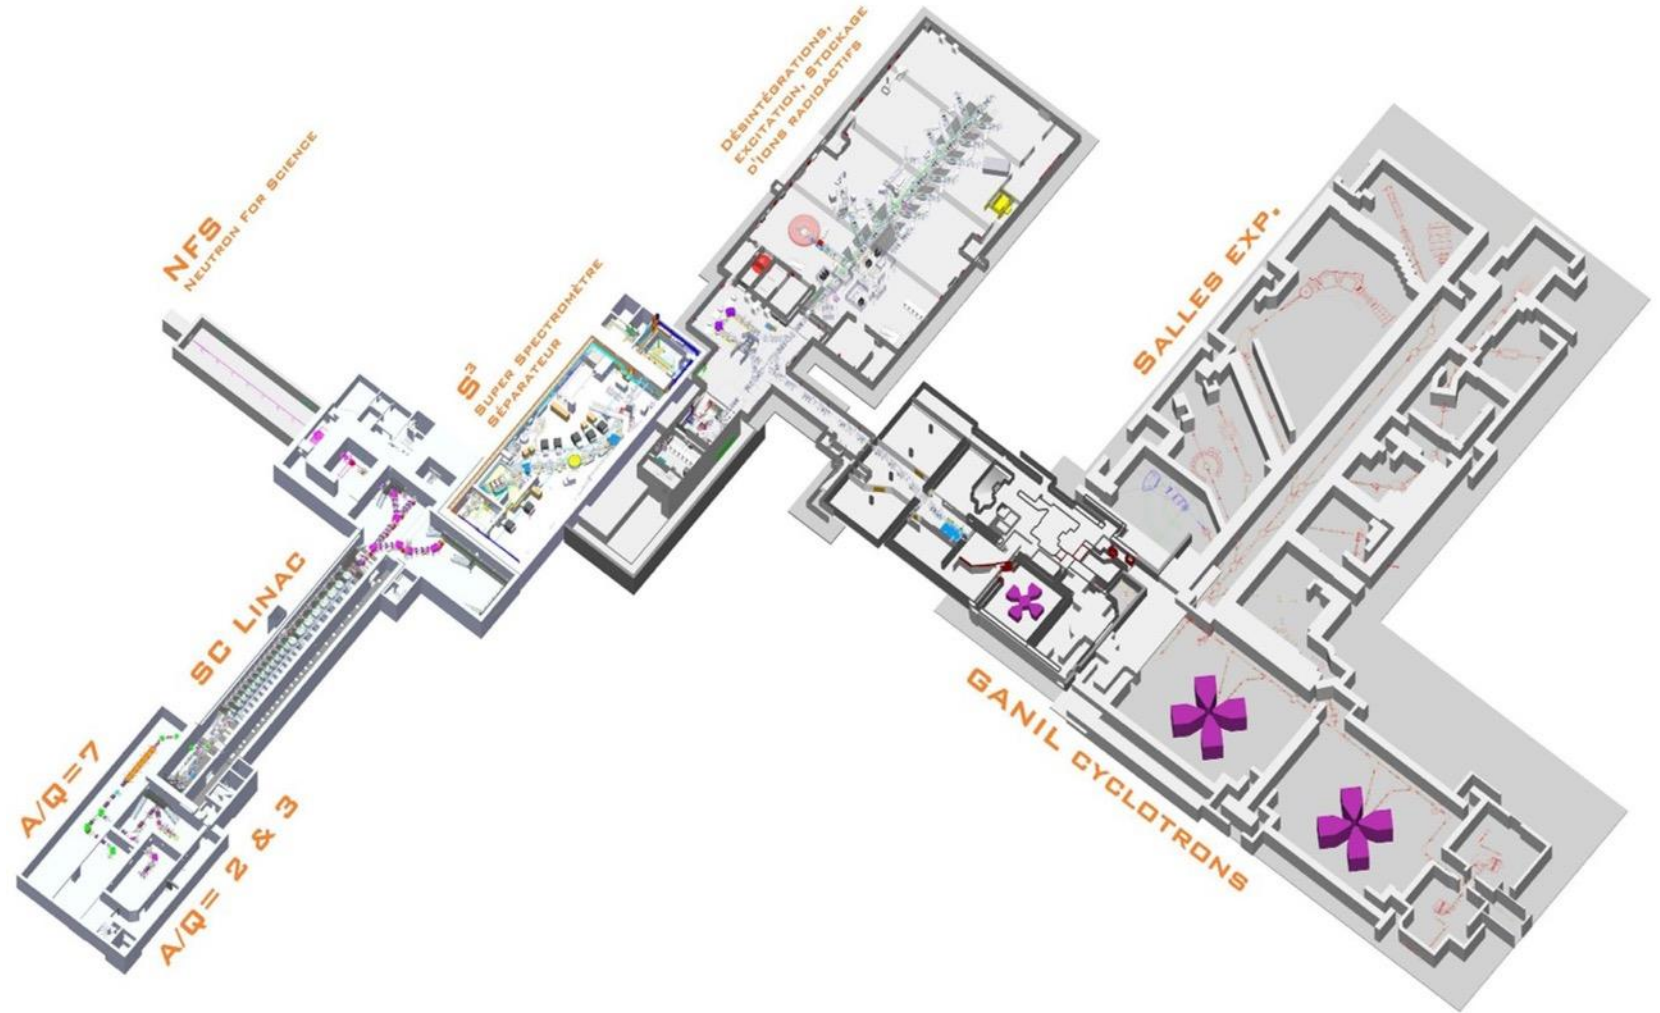 DÉSINTÉGRATIONS,
EXCITATION, STOCKAGE
D'IONS RADIOACTIFS
NFS
NEUTRON FOR SCIENCE
S³
SUPER SPECTROMÈTRE
SÉPARATEUR
SALLES EXP.
SC LINAC
GANIL CYCLOTRONS
A/Q=7
A/Q= 2 & 3